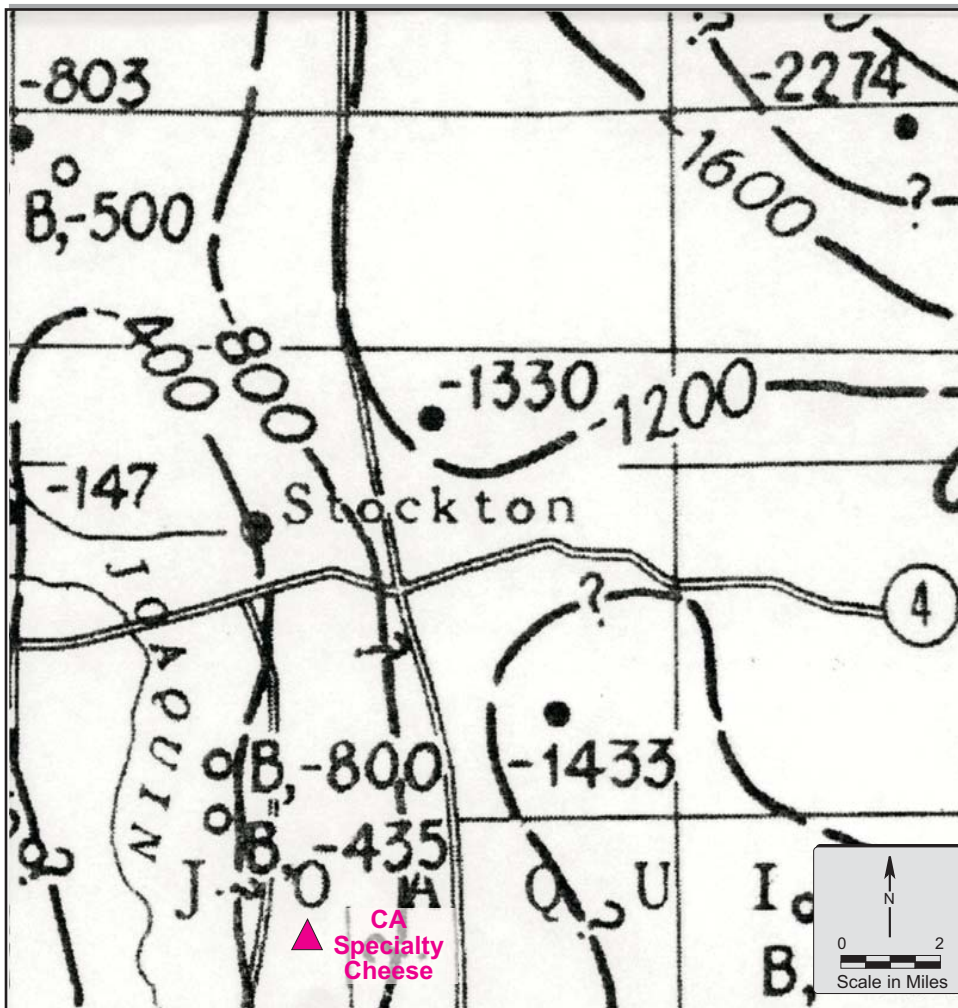 ?
-803
-2274
B,-500
-1600
?
400
800
-1330
-1200
-147
Stockton
4
?
?
JOAQUIN
B,-800
-1433
B,-435
?
J O A Q U I
?
?
CA
Specialty
Cheese
B,
N
0 2
Scale in Miles